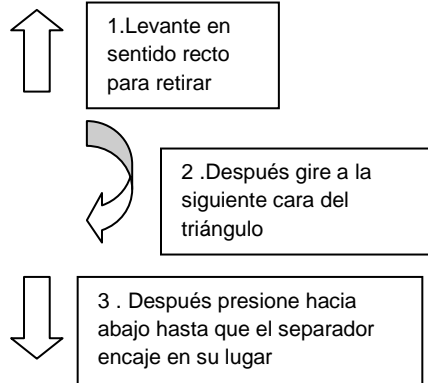 1.Levante en
sentido recto
para retirar
2 .Después gire a la
siguiente cara del
triángulo
3 . Después presione hacia
abajo hasta que el separador
encaje en su lugar